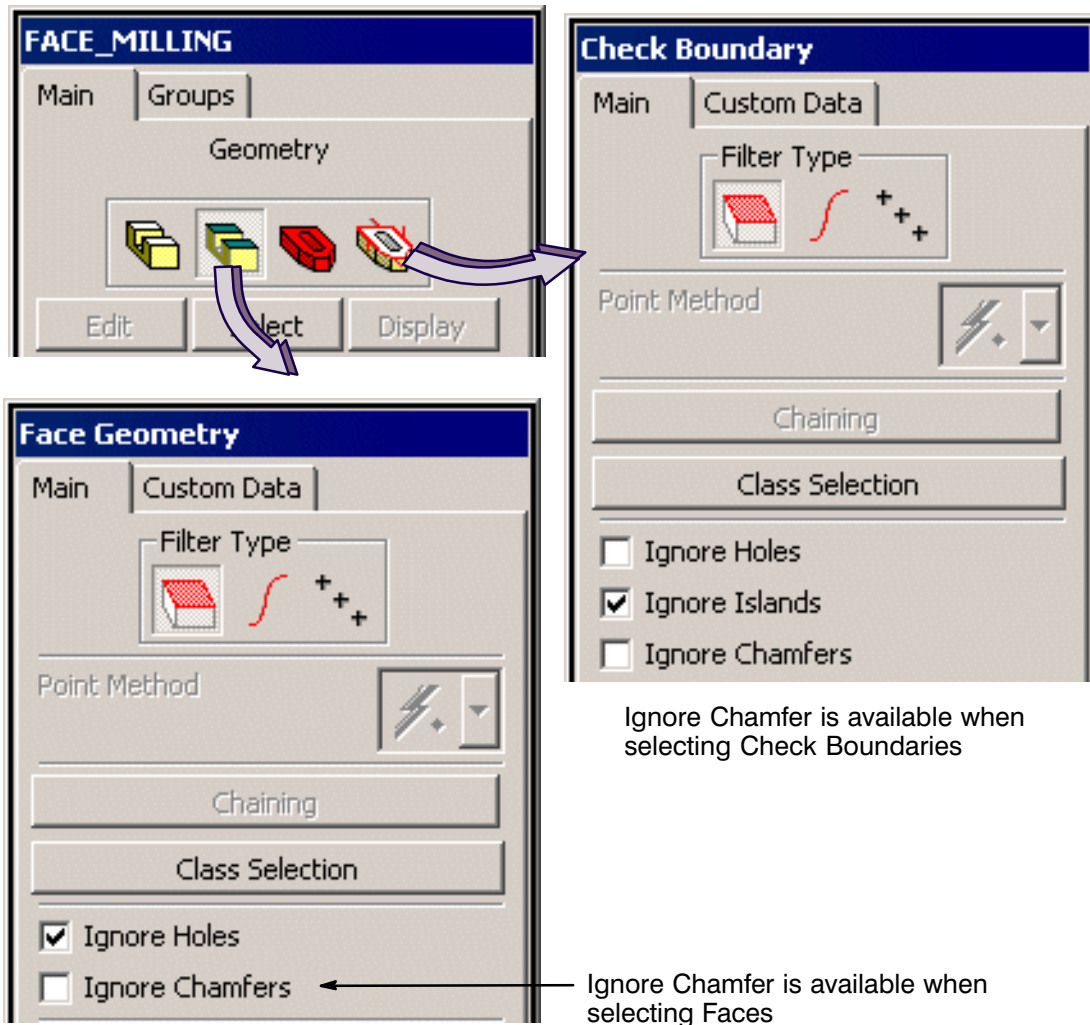 FACE_MILLING
Main Groups
Geometry
Edit Select Display
Check Boundary
Main Custom Data
Filter Type
Point Method
Chaining
Class Selection
Ignore Holes
Ignore Islands
Ignore Chamfers
Ignore Chamfer is available when
selecting Check Boundaries
Face Geometry
Main Custom Data
Filter Type
Point Method
Chaining
Class Selection
Ignore Holes
Ignore Chamfers
Ignore Chamfer is available when
selecting Faces